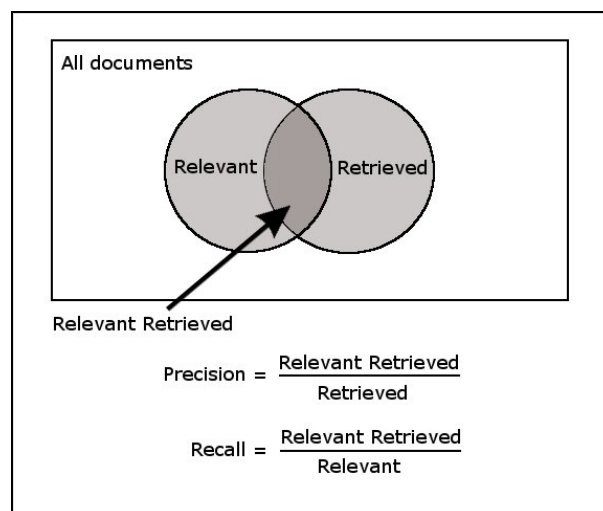 All documents
Relevant Retrieved
Relevant Retrieved
Precision = Relevant Retrieved
Retrieved
Recall = Relevant Retrieved
Relevant